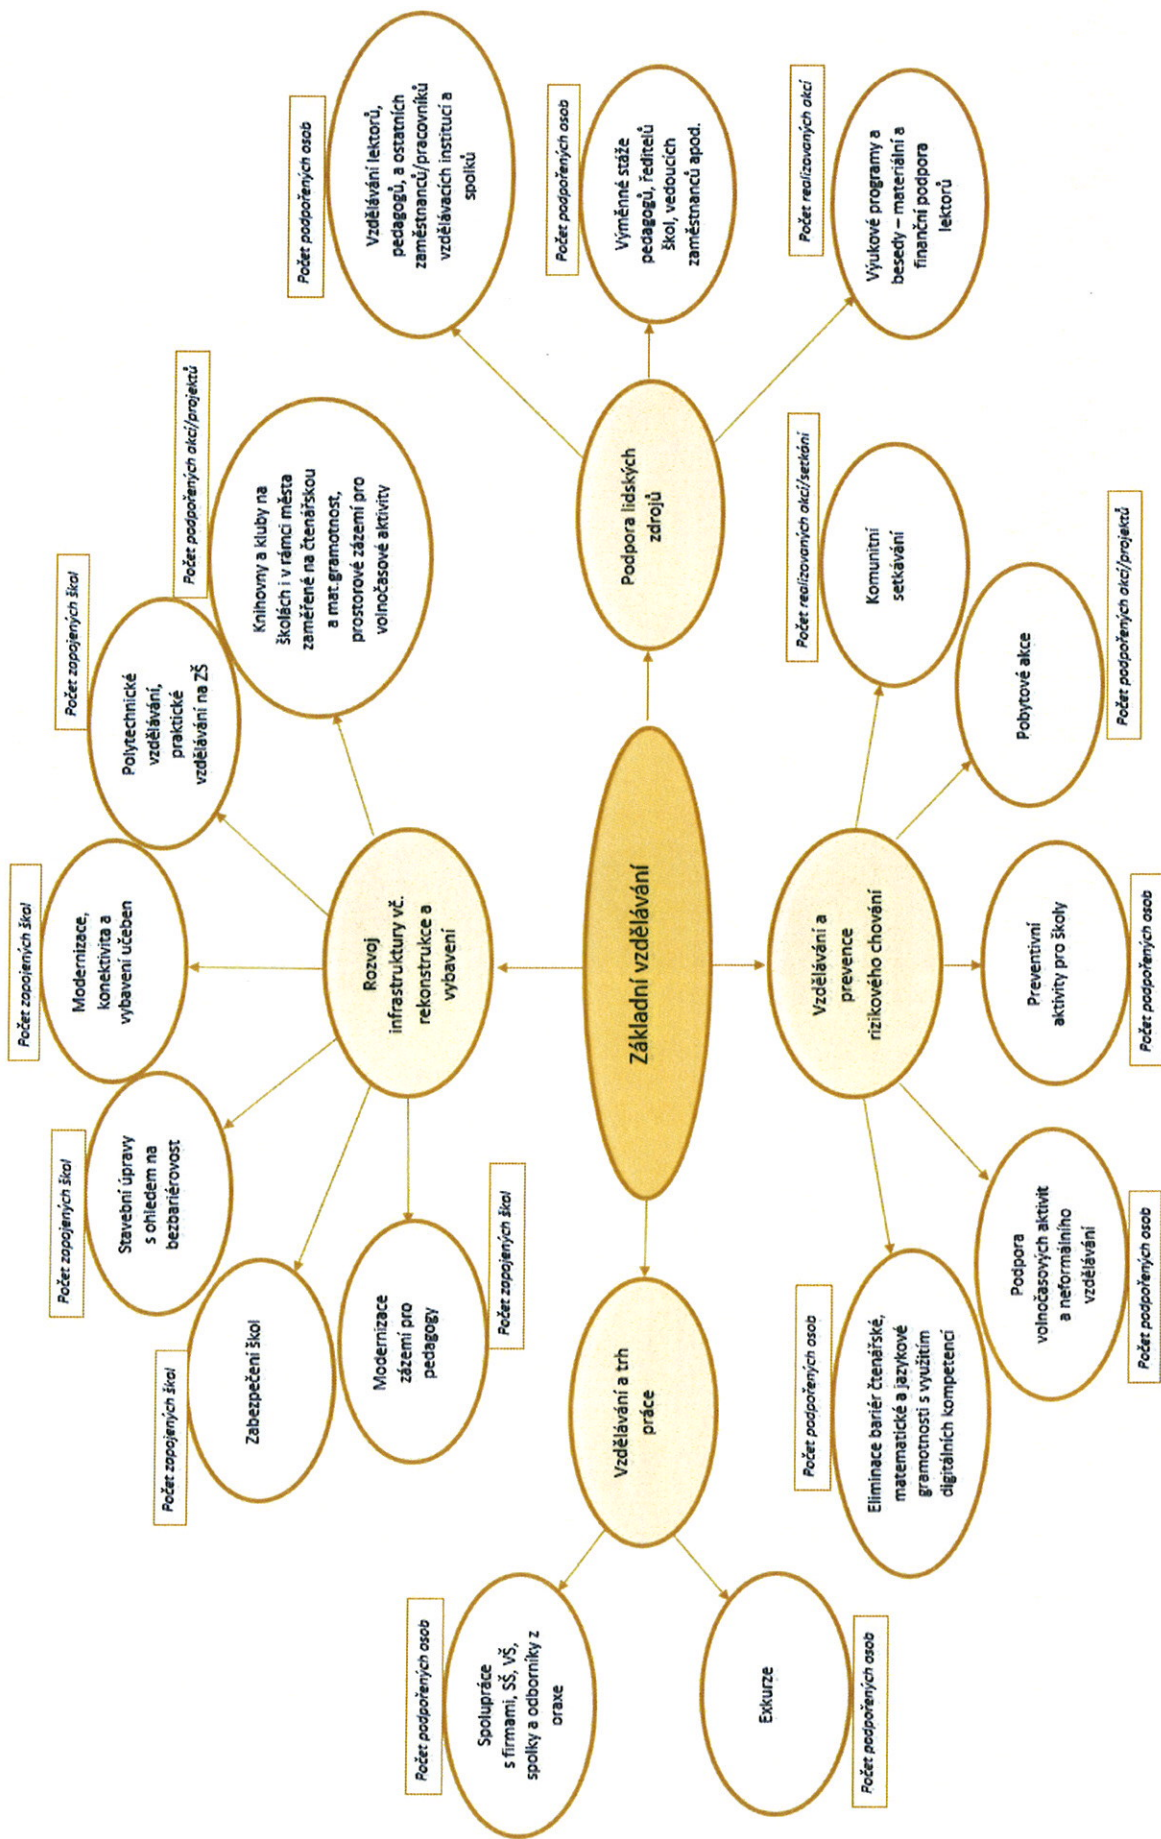 Počet zapojených škol
Modernizace,
konektivita a
vybavení učeben
Počet zapojených škol
Stavební úpravy
s ohledem na
bezbariérovost
Počet zapojených škol
Polytechnické
vzdělávání,
praktické
vzdělávání na ZŠ
Počet zapojených škol
Zabezpečení škol
Počet podpořených akcí/projektů
Knihovny a kluby na
školách i v rámci města
zaměřené na čtenářskou
a mat.gramotnost,
prostorové zázemí pro
volnočasové aktivity
Modernizace
zázemí pro
pedagogy
Počet zapojených škol
Rozvoj
infrastruktury vč.
rekonstrukce a
vybavení
Počet podpořených osob
Vzdělávání lektorů,
pedagogů, a ostatních
zaměstnanců/pracovníků
vzdělávacích institucí a
spolků
Počet podpořených osob
Spolupráce
s firmami, SŠ, VŠ,
spolky a odborníky z
oraxe
Vzdělávání a trh
práce
Základní vzdělávání
Podpora lidských
zdrojů
Počet podpořených osob
Výměnné stáže
pedagogů, ředitelů
škol, vedoucích
zaměstnanců apod.
Exkurze
Počet podpořených osob
Vzdělávání a
prevence
rizikového chování
Počet podpořených osob
Eliminace bariér čtenářské,
matematické a jazykové
gramotnosti s využitím
digitálních kompetencí
Počet realizovaných akcí/setkání
Komunitní
setkávání
Počet realizovaných akcí
Výukové programy a
besedy – materiální a
finanční podpora
lektorů
Podpora
volnočasových aktivit
a neformálního
vzdělávání
Počet podpořených osob
Preventivní
aktivity pro školy
Počet podpořených osob
Pobytové akce
Počet podpořených akcí/projektů